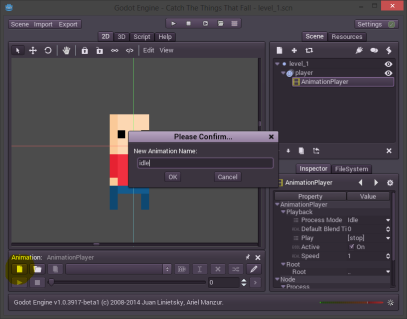 Godot Engine - Catch The Things That Fall - level_1.scn
Scene Import Export
Settings
2D 3D Script Help
Scene Resources
Edit View
level_1
player
AnimationPlayer
Please Confirm...
New Animation Name:
idle
OK Cancel
Inspector FileSystem
AnimationPlayer
Property Value
AnimationPlayer
Playback
Process Mode Idle
Default Blend Ti 0
Play [stop]
Active On
Speed 1
Root
Root ..
Node
Process
Animation: AnimationPlayer
0
Godot Engine v1.0.3917-beta1 (c) 2008-2014 Juan Linietsky, Ariel Manzur.